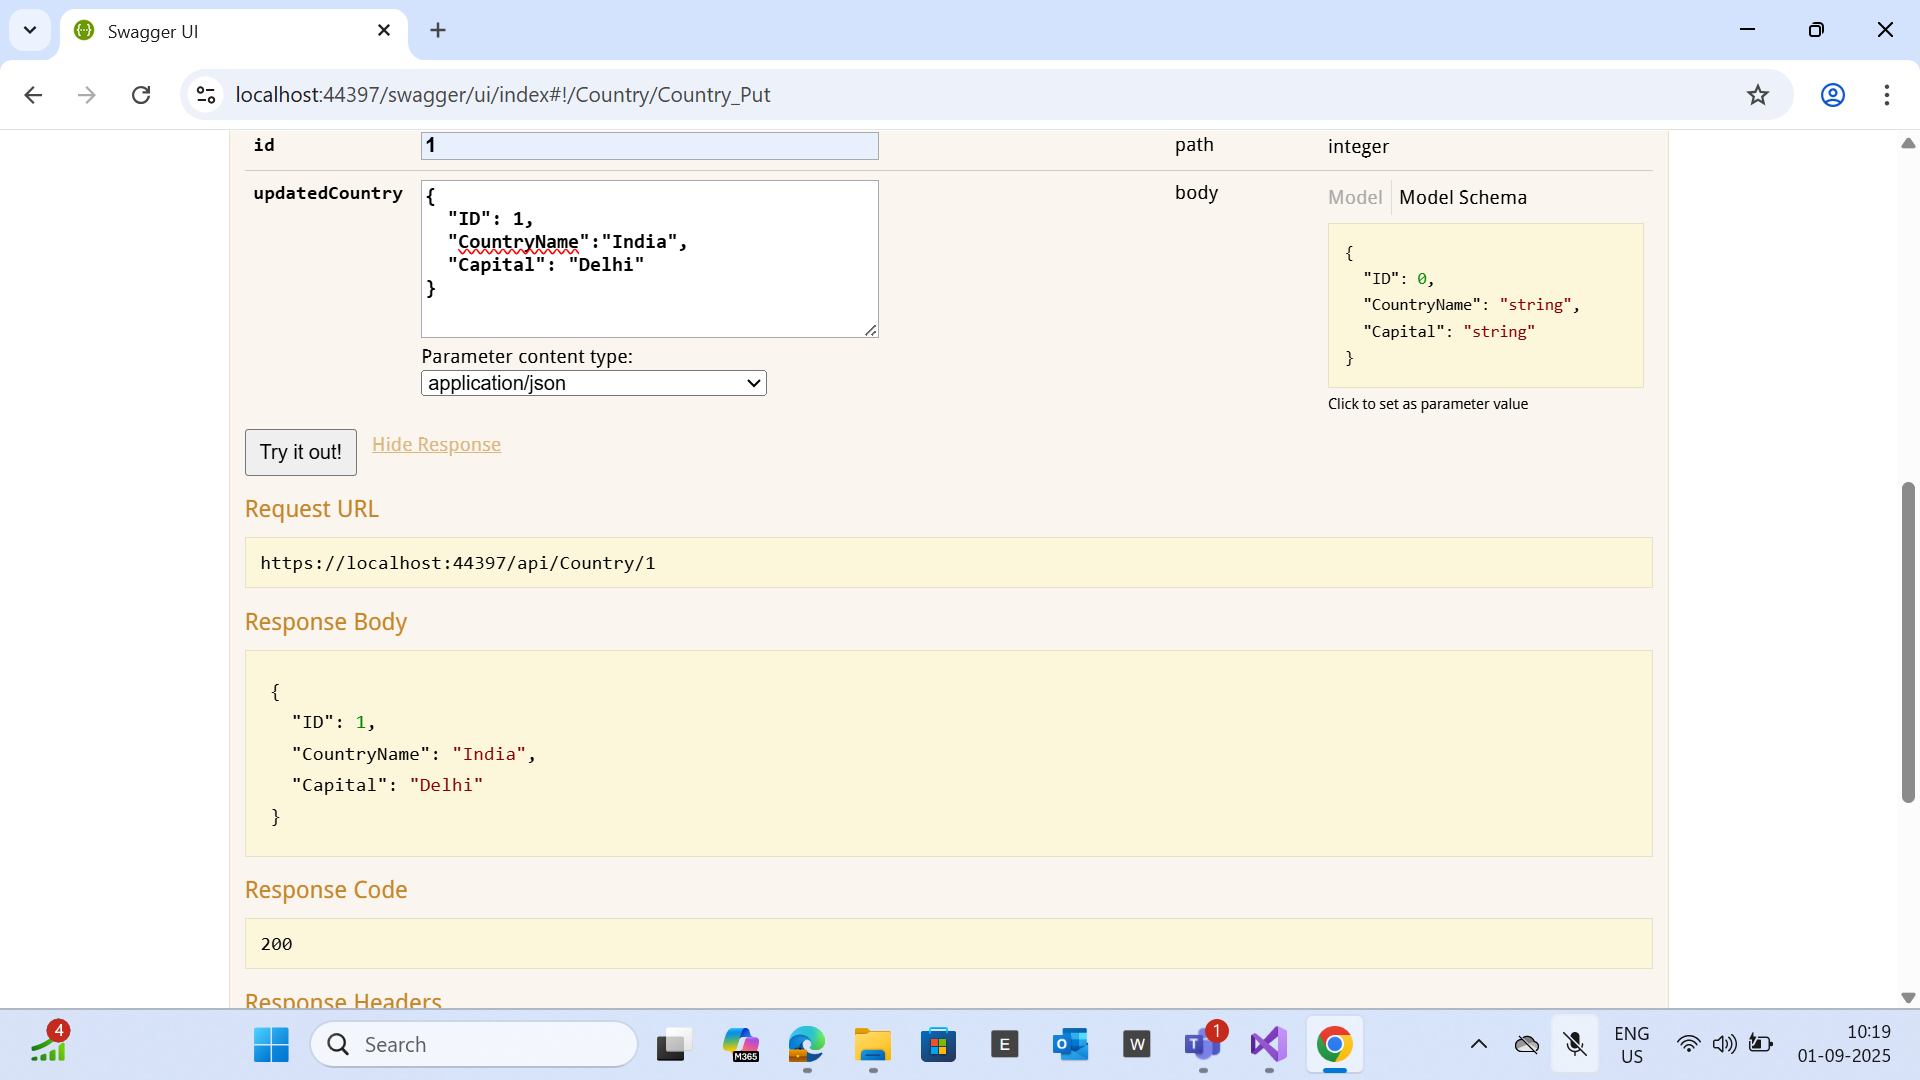 Swagger UI
localhost:44397/swagger/ui/index#!/Country/Country_Put
id 1 path integer
updatedCountry { body Model Model Schema
"ID": 1,
"CountryName":"India",
"Capital": "Delhi"
}
{
"ID": 0,
"CountryName": "string",
"Capital": "string"
}
Parameter content type:
application/json
Click to set as parameter value
Try it out! Hide Response
Request URL
https://localhost:44397/api/Country/1
Response Body
{
"ID": 1,
"CountryName": "India",
"Capital": "Delhi"
}
Response Code
200
Response Headers
4
Search
M365
E
O
W
T
1
ENG
US
10:19
01-09-2025